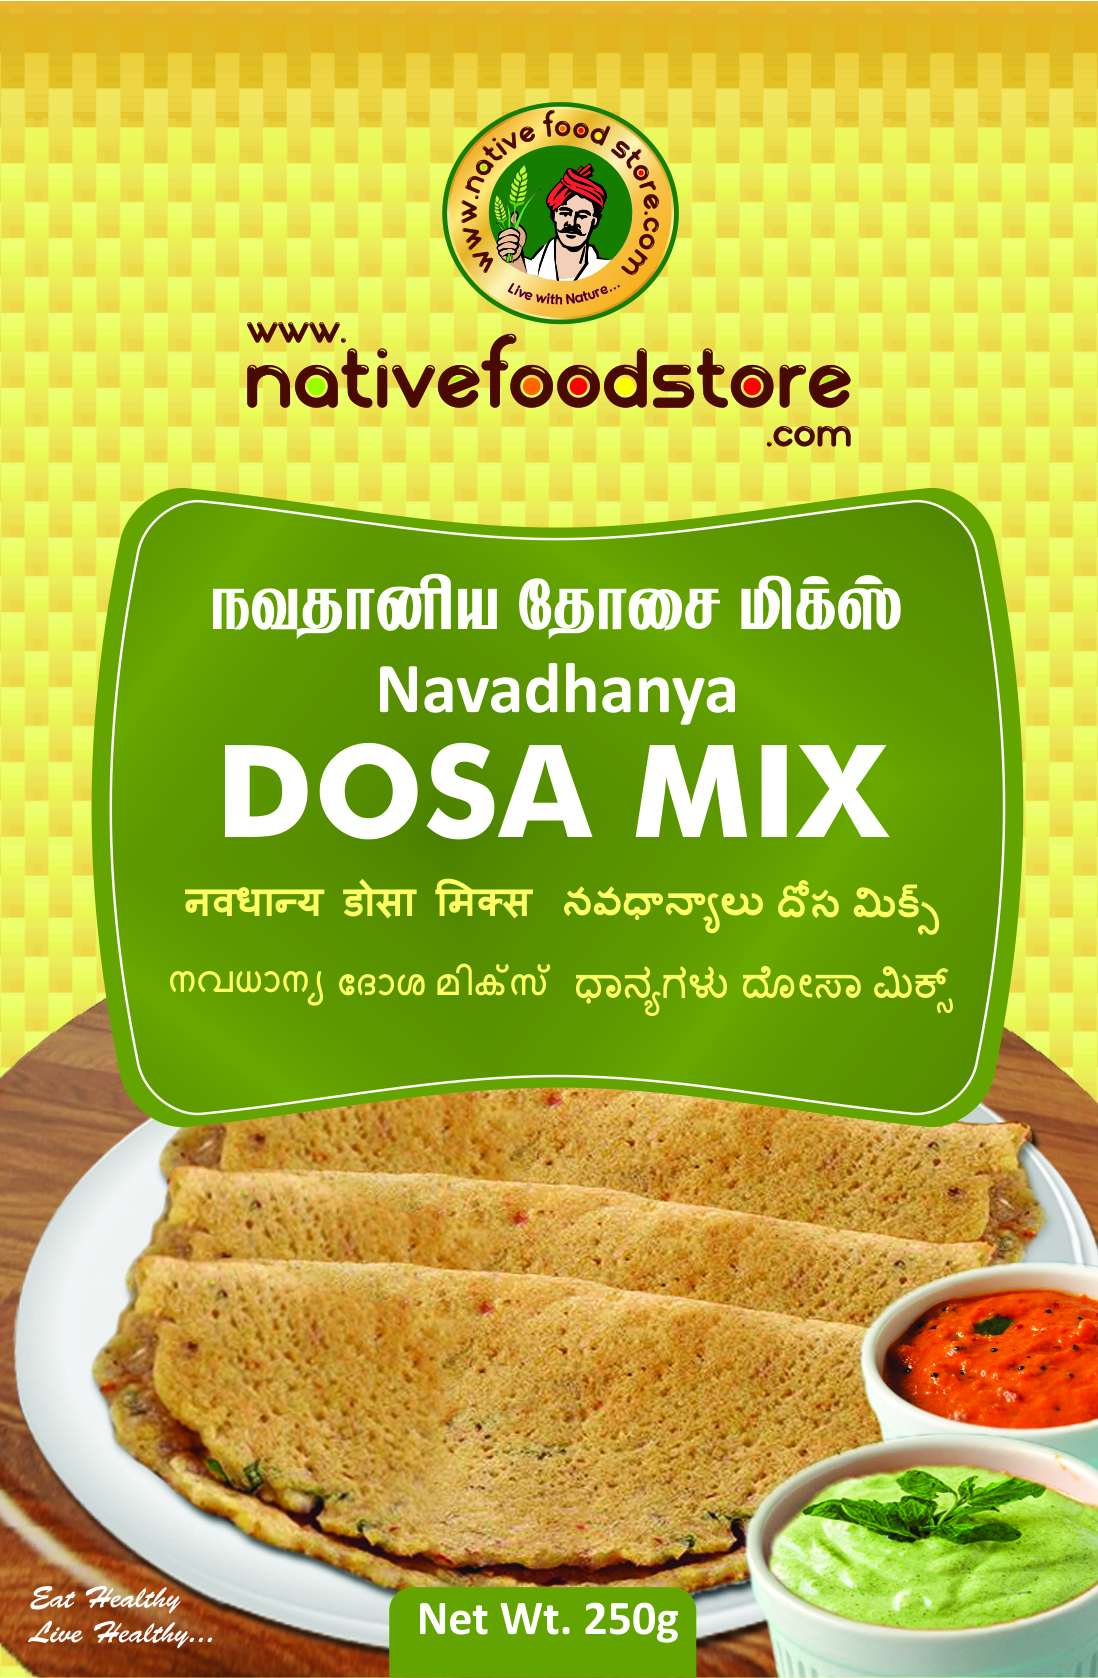 www.native food store.com
Live with Nature...
www.
nativefoodstore
.com
நவதானிய தோசை மிக்ஸ்
Navadhanya
DOSA MIX
नवधान्य डोसा मिक्स నవధాన్యాలు దోస మిక్స్
നവധാന്യ ദോശ മിക്സ് ಧಾನ್ಯಗಳು ದೋಸಾ ಮಿಕ್ಸ್
Eat Healthy
Live Healthy...
Net Wt. 250g